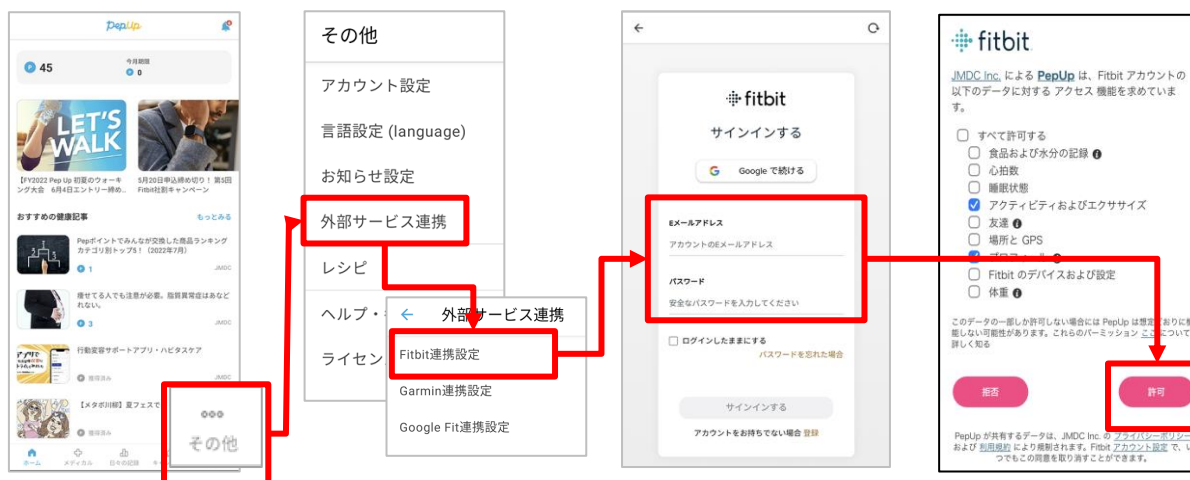 PepUp
45
今月期限
0
LET'S
WALK
【FY2022 Pep Up 初夏のウォーキ
ング大会 6月4日エントリー締め…
5月20日申込締め切り！ 第5回
Fitbit社割キャンペーン
おすすめの健康記事
もっとみる
Pepポイントでみんなが交換した商品ランキング
カテゴリ別トップ5！（2022年7月）
1
JMDC
痩せてる人でも注意が必要。脂質異常症はあなど
れない。
3
JMDC
行動変容サポートアプリ・ハビタスケア
獲得済み
JMDC
【メタボ川柳】夏フェスで
獲得済み
その他
ホーム
メディカル
日々の記録
その他
アカウント設定
言語設定 (language)
お知らせ設定
外部サービス連携
レシピ
ヘルプ・
ライセン
外部サービス連携
Fitbit連携設定
Garmin連携設定
Google Fit連携設定
fitbit
サインインする
Google で続ける
Eメールアドレス
アカウントのEメールアドレス
パスワード
安全なパスワードを入力してください
ログインしたままにする
パスワードを忘れた場合
サインインする
アカウントをお持ちでない場合 登録
fitbit
JMDC Inc. による PepUp は、Fitbit アカウントの
以下のデータに対する アクセス 機能を求めていま
す。
すべて許可する
食品および水分の記録
心拍数
睡眠状態
アクティビティおよびエクササイズ
友達
場所と GPS
プロフィール
Fitbit のデバイスおよび設定
体重
このデータの一部しか許可しない場合には PepUp は想定どおりに機
能しない可能性があります。これらのパーミッション ここについて
詳しく知る
拒否
許可
PepUp が共有するデータは、JMDC Inc. の プライバシーポリシー
および 利用規約 により規制されます。Fitbit アカウント設定 で、い
つでもこの同意を取り消すことができます。